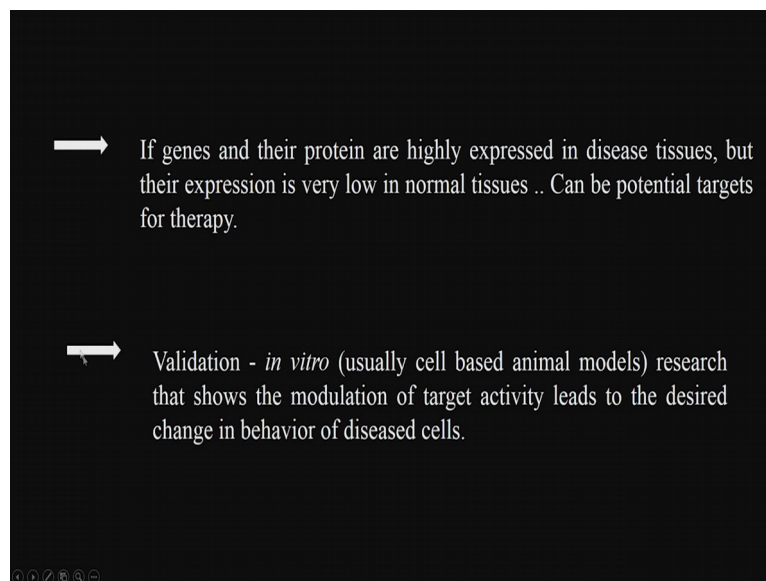 If genes and their protein are highly expressed in disease tissues, but
their expression is very low in normal tissues .. Can be potential targets
for therapy.
Validation - in vitro (usually cell based animal models) research
that shows the modulation of target activity leads to the desired
change in behavior of diseased cells.